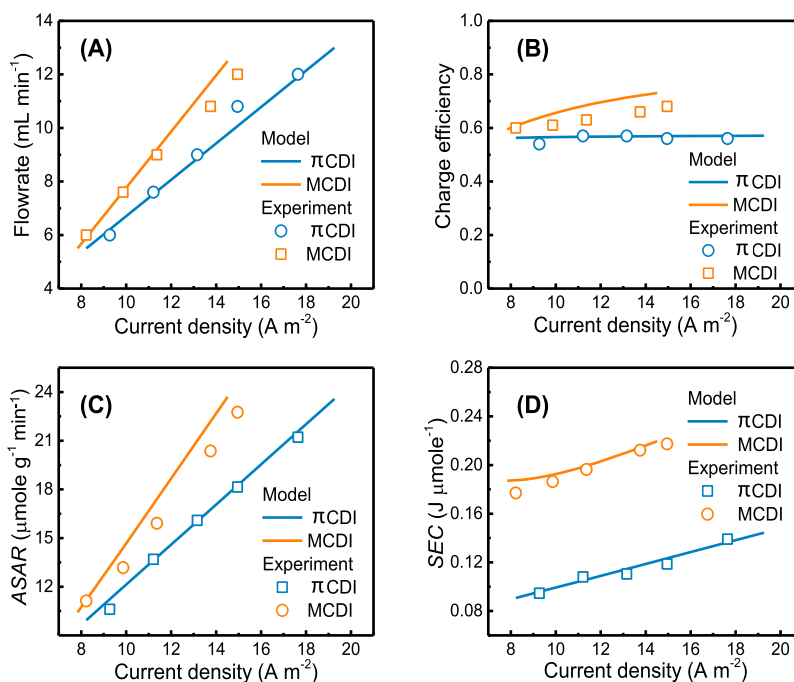 (A)
Flowrate (mL min⁻¹)
14
12
10
8
6
4
Model
πCDI
MCDI
Experiment
πCDI
MCDI
8 10 12 14 16 18 20
Current density (A m⁻²)
(B)
Charge efficiency
1.0
0.8
0.6
0.4
0.2
0.0
Model
πCDI
MCDI
Experiment
πCDI
MCDI
8 10 12 14 16 18 20
Current density (A m⁻²)
(C)
ASAR (μmole g⁻¹ min⁻¹)
24
21
18
15
12
Model
πCDI
MCDI
Experiment
πCDI
MCDI
8 10 12 14 16 18 20
Current density (A m⁻²)
(D)
SEC (J μmole⁻¹)
0.28
0.24
0.20
0.16
0.12
0.08
Model
πCDI
MCDI
Experiment
πCDI
MCDI
8 10 12 14 16 18 20
Current density (A m⁻²)